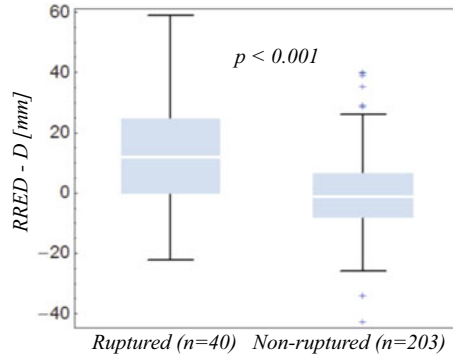 60
40
20
0
−20
−40
RRED - D [mm]
p < 0.001
Ruptured (n=40) Non-ruptured (n=203)